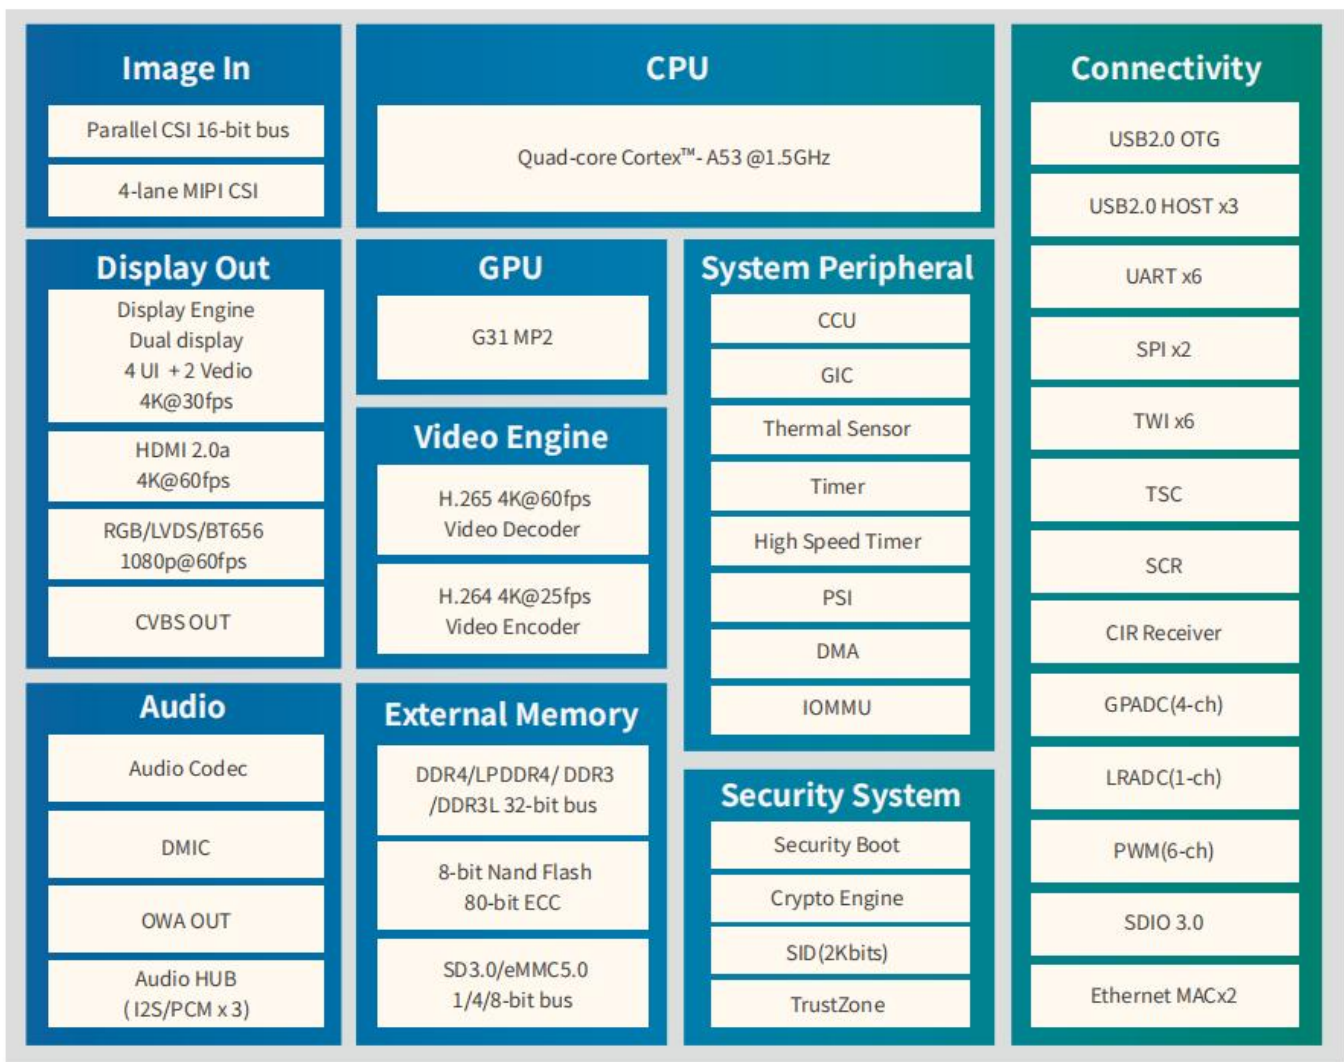 Image In
Parallel CSI 16-bit bus
4-lane MIPI CSI
CPU
Quad-core Cortex™- A53 @1.5GHz
Connectivity
USB2.0 OTG
USB2.0 HOST x3
UART x6
SPI x2
TWI x6
TSC
SCR
CIR Receiver
GPADC(4-ch)
LRADC(1-ch)
PWM(6-ch)
SDIO 3.0
Ethernet MACx2
Display Out
Display Engine
Dual display
4 UI + 2 Vedio
4K@30fps
HDMI 2.0a
4K@60fps
RGB/LVDS/BT656
1080p@60fps
CVBS OUT
GPU
G31 MP2
Video Engine
H.265 4K@60fps
Video Decoder
H.264 4K@25fps
Video Encoder
System Peripheral
CCU
GIC
Thermal Sensor
Timer
High Speed Timer
PSI
DMA
IOMMU
Audio
Audio Codec
DMIC
OWA OUT
Audio HUB
( I2S/PCM x 3)
External Memory
DDR4/LPDDR4/ DDR3
/DDR3L 32-bit bus
8-bit Nand Flash
80-bit ECC
SD3.0/eMMC5.0
1/4/8-bit bus
Security System
Security Boot
Crypto Engine
SID(2Kbits)
TrustZone